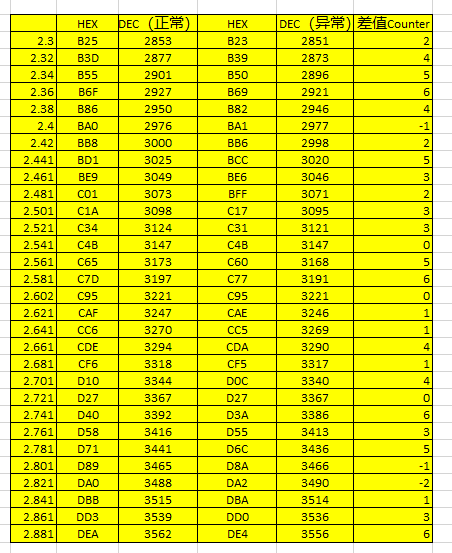 HEX DEC（正常） HEX DEC（异常） 差值Counter
2.3 B25 2853 B23 2851 2
2.32 B3D 2877 B39 2873 4
2.34 B55 2901 B50 2896 5
2.36 B6F 2927 B69 2921 6
2.38 B86 2950 B82 2946 4
2.4 BA0 2976 BA1 2977 -1
2.42 BB8 3000 BB6 2998 2
2.441 BD1 3025 BCC 3020 5
2.461 BE9 3049 BE6 3046 3
2.481 C01 3073 BFF 3071 2
2.501 C1A 3098 C17 3095 3
2.521 C34 3124 C31 3121 3
2.541 C4B 3147 C4B 3147 0
2.561 C65 3173 C60 3168 5
2.581 C7D 3197 C77 3191 6
2.602 C95 3221 C95 3221 0
2.621 CAF 3247 CAE 3246 1
2.641 CC6 3270 CC5 3269 1
2.661 CDE 3294 CDA 3290 4
2.681 CF6 3318 CF5 3317 1
2.701 D10 3344 D0C 3340 4
2.721 D27 3367 D27 3367 0
2.741 D40 3392 D3A 3386 6
2.761 D58 3416 D55 3413 3
2.781 D71 3441 D6C 3436 5
2.801 D89 3465 D8A 3466 -1
2.821 DA0 3488 DA2 3490 -2
2.841 DBB 3515 DBA 3514 1
2.861 DD3 3539 DD0 3536 3
2.881 DEA 3562 DE4 3556 6